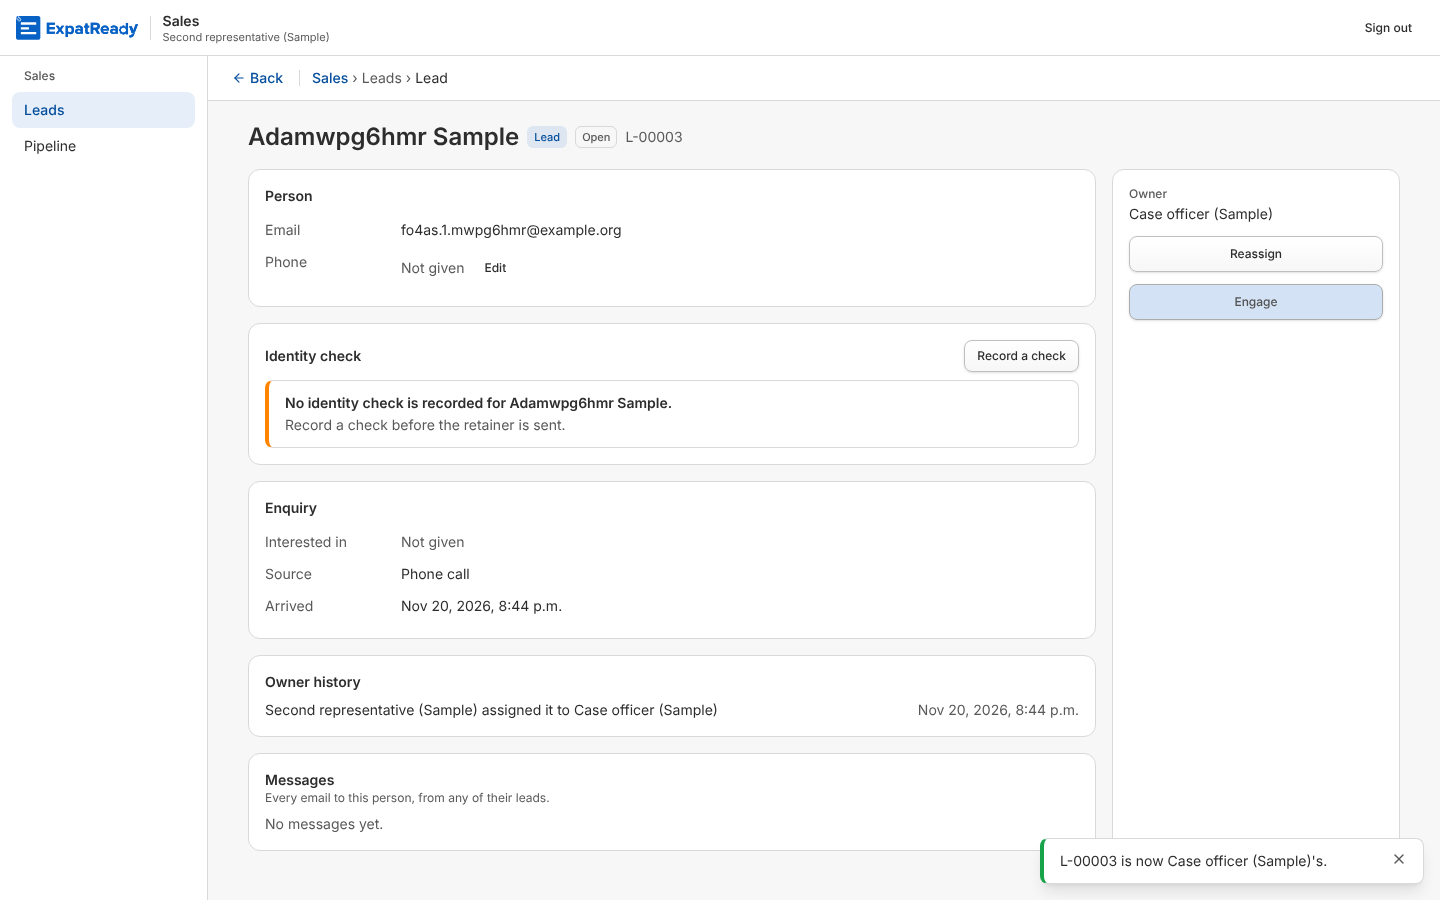 ExpatReady
Sales
Second representative (Sample)
Sign out
Sales
Leads
Pipeline
← Back
Sales › Leads › Lead
Adamwpg6hmr Sample Lead Open L-00003
Person
Email fo4as.1.mwpg6hmr@example.org
Phone Not given Edit
Identity check
Record a check
No identity check is recorded for Adamwpg6hmr Sample.
Record a check before the retainer is sent.
Enquiry
Interested in Not given
Source Phone call
Arrived Nov 20, 2026, 8:44 p.m.
Owner history
Second representative (Sample) assigned it to Case officer (Sample) Nov 20, 2026, 8:44 p.m.
Messages
Every email to this person, from any of their leads.
No messages yet.
Owner
Case officer (Sample)
Reassign
Engage
L-00003 is now Case officer (Sample)'s.